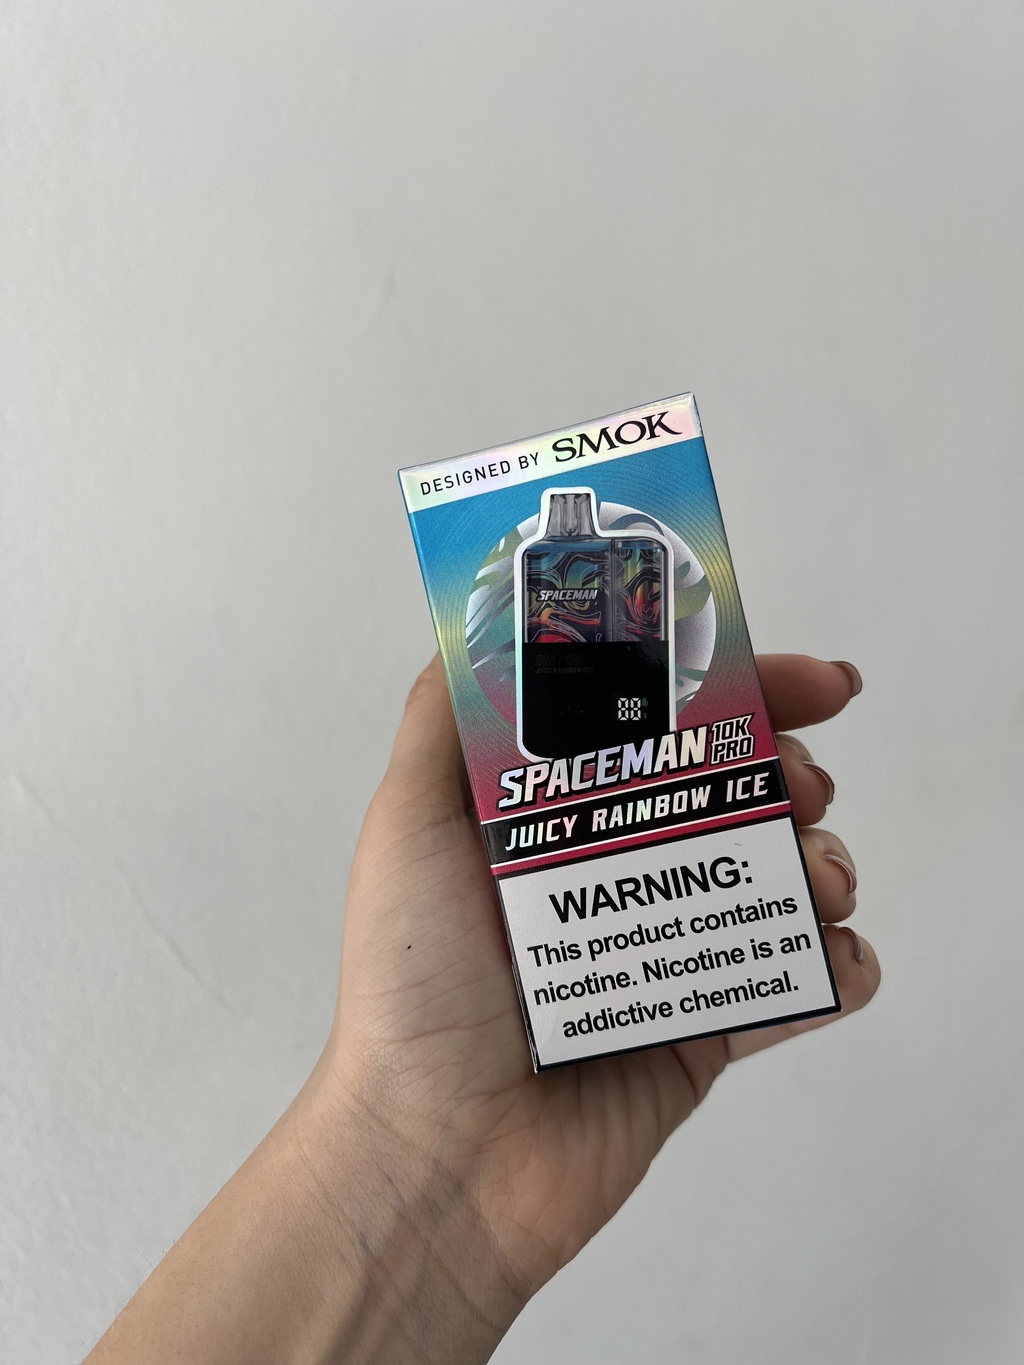 DESIGNED BY SMOK
SPACEMAN
88
SPACEMAN 10K PRO
JUICY RAINBOW ICE
WARNING:
This product contains
nicotine. Nicotine is an
addictive chemical.